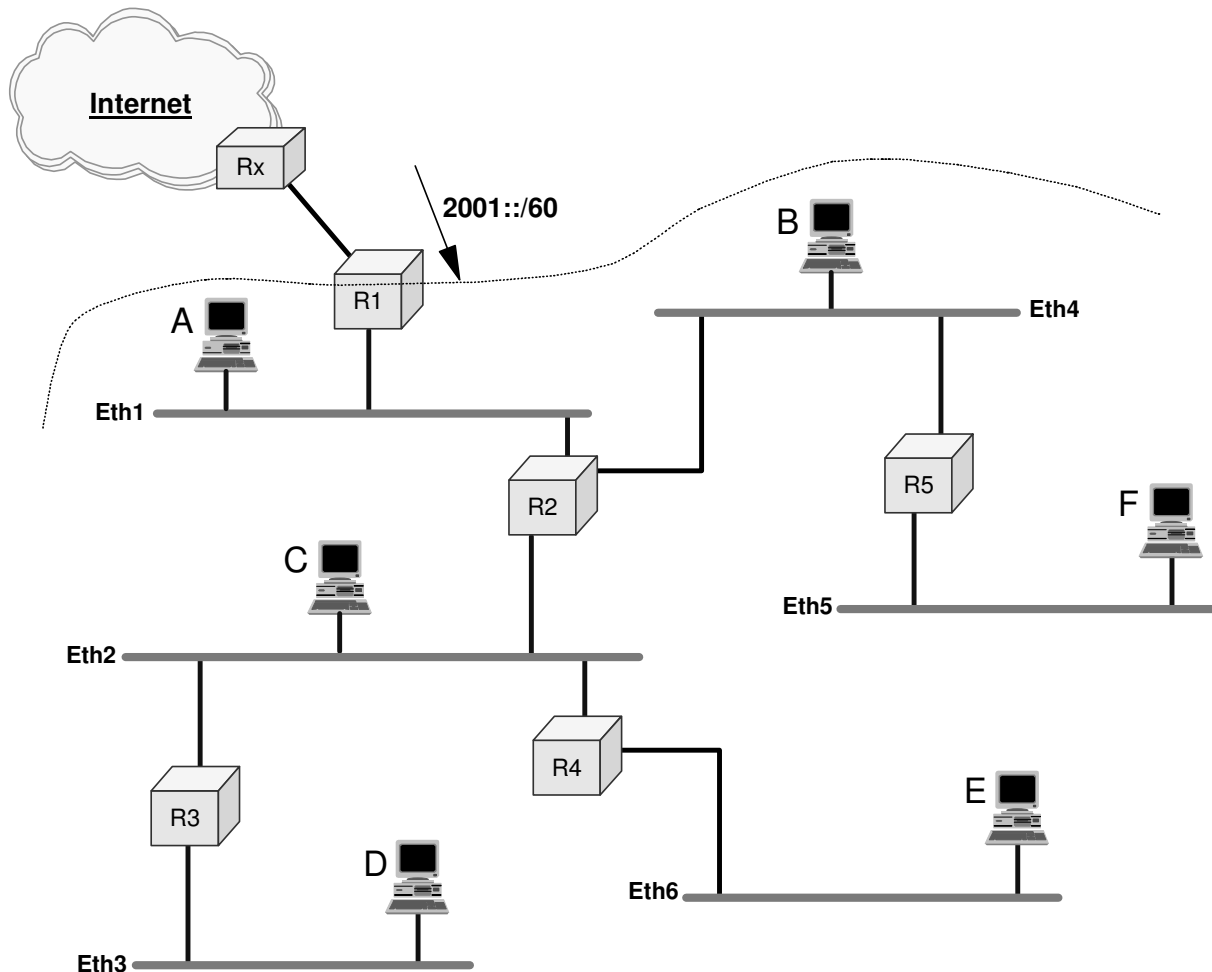 Internet
Rx
2001::/60
B
R1
A
Eth4
Eth1
R5
F
R2
C
Eth5
Eth2
R4
E
R3
D
Eth6
Eth3